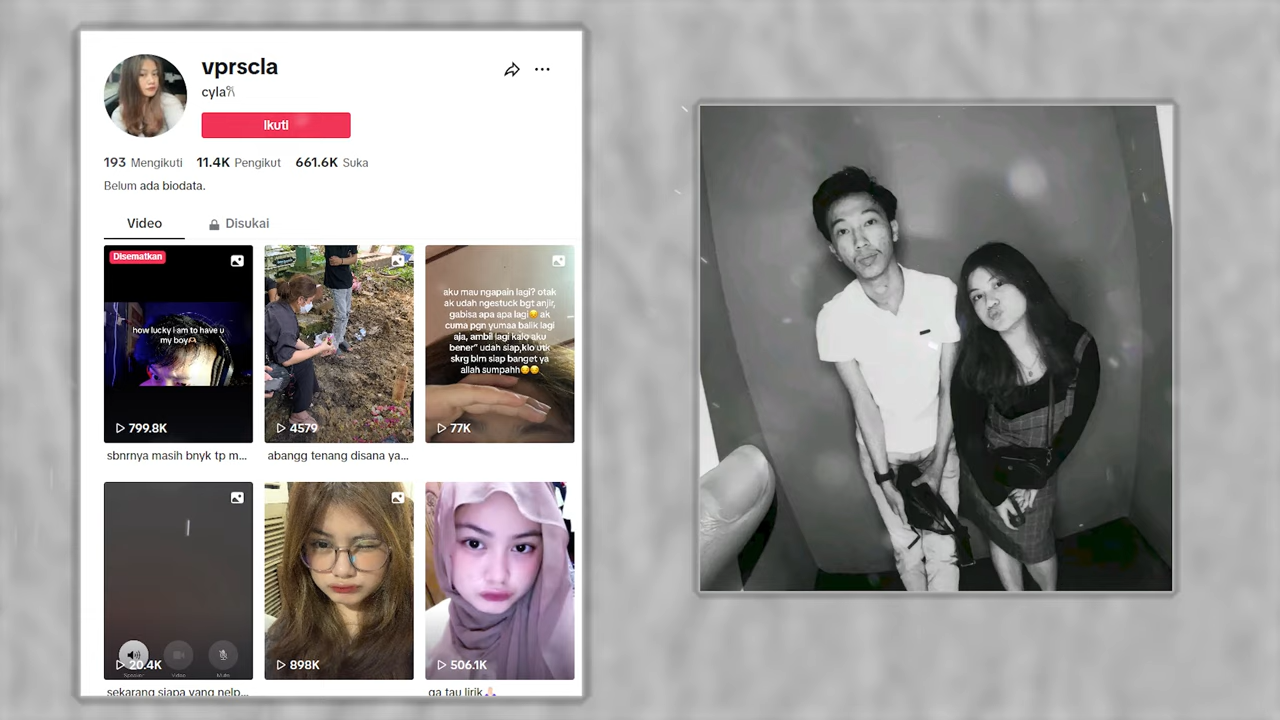 vprscla
cyla
Ikuti
193 Mengikuti 11.4K Pengikut 661.6K Suka
Belum ada biodata.
Video Disukai
Disematkan
how lucky i am to have u
my boy
799.8K
sbnrnya masih bnyk tp m...
4579
abangg tenang disana ya...
aku mau ngapain lagi? otak
ak udah ngestuck bgt anjir,
gabisa apa apa lagi😔 ak
cuma pgn yumaa balik lagi
aja, ambil lagi kalo aku
bener" udah siap,klo utk
skrg blm siap banget ya
allah sumpahh😔😔
77K
Speaker Video Mute
20.4K
sekarang siapa yang nelp...
898K
506.1K
ga tau lirik